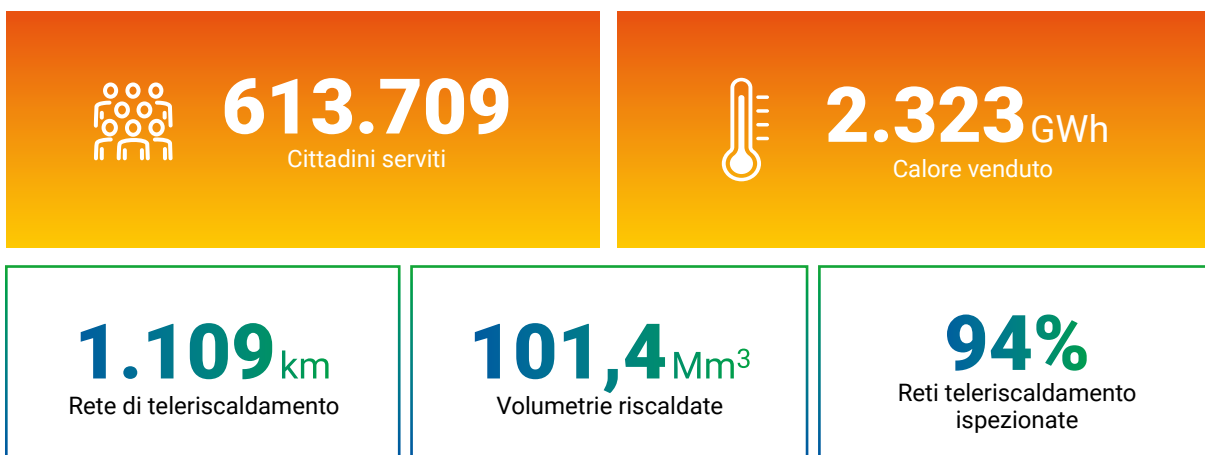 613.709
Cittadini serviti
2.323 GWh
Calore venduto
1.109 km
Rete di teleriscaldamento
101,4 Mm³
Volumetrie riscaldate
94%
Reti teleriscaldamento
ispezionate